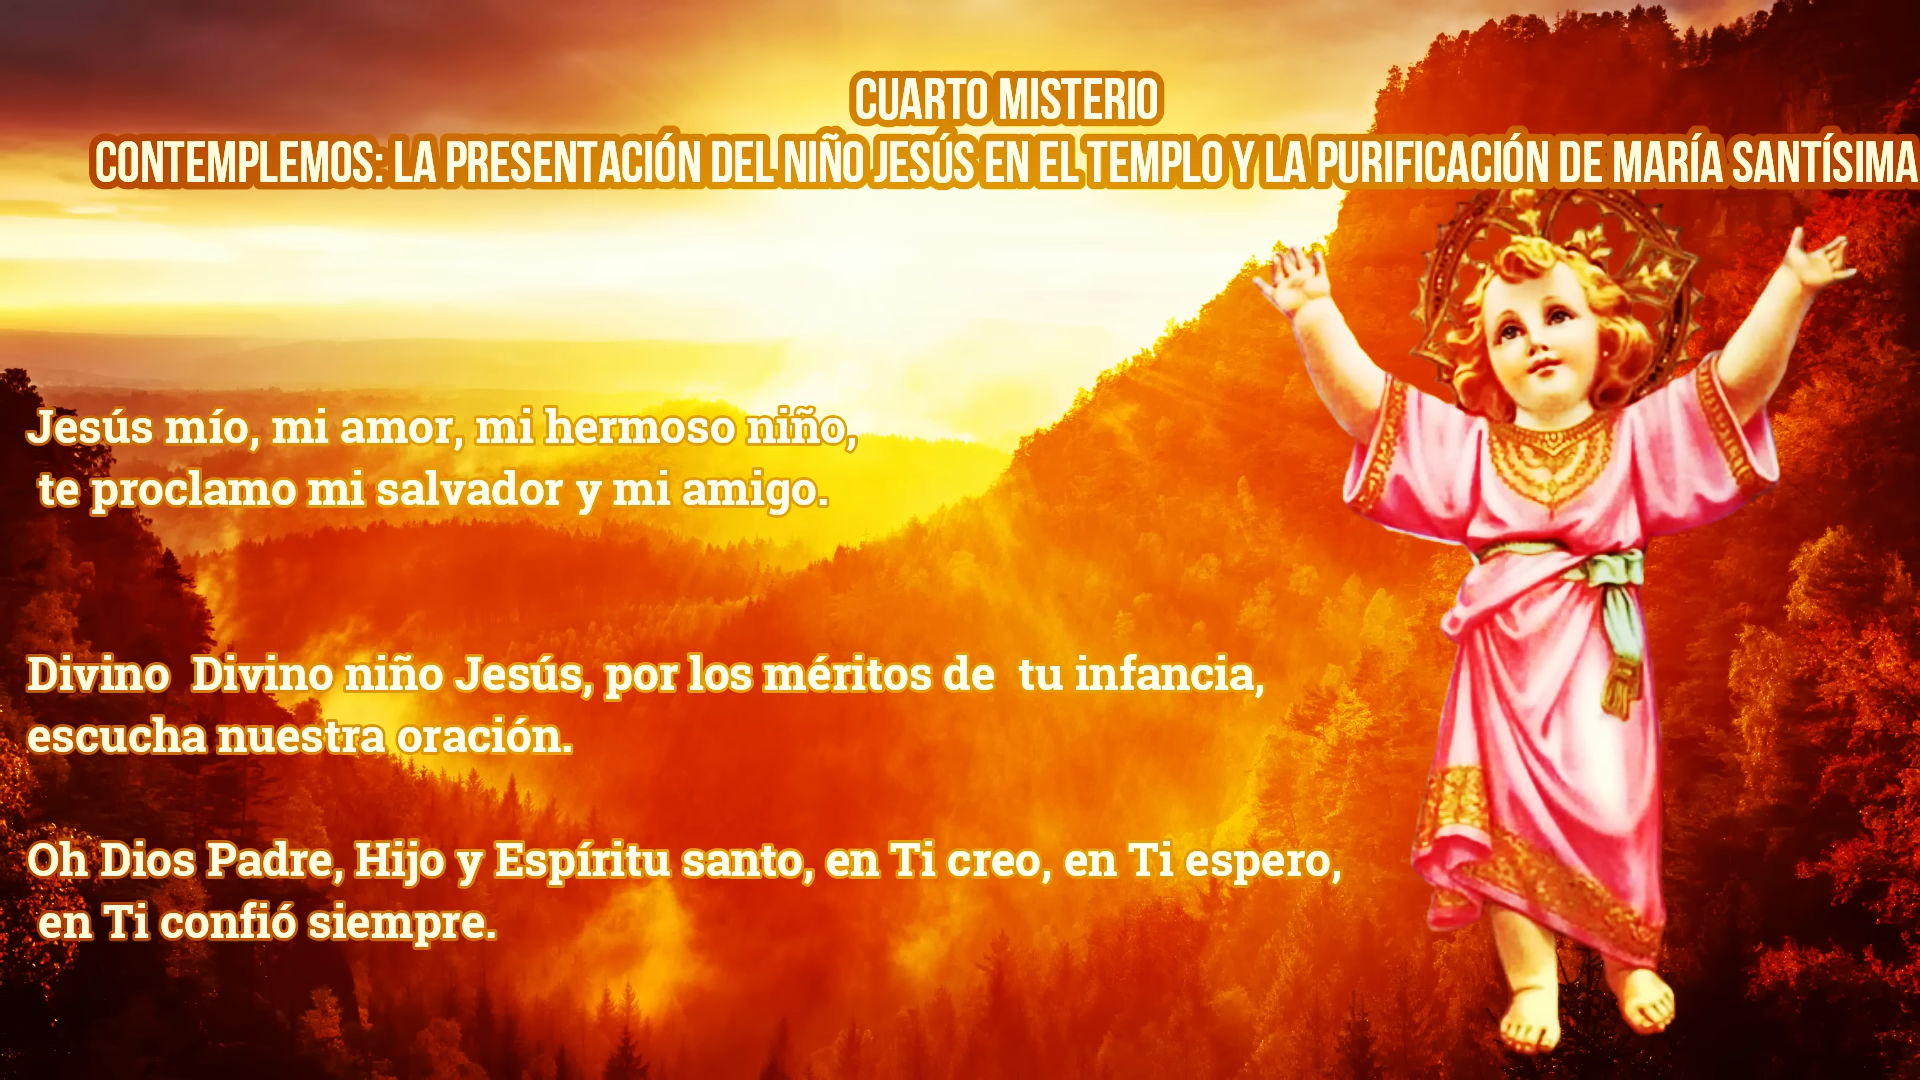 CUARTO MISTERIO
CONTEMPLEMOS: LA PRESENTACIÓN DEL NIÑO JESÚS EN EL TEMPLO Y LA PURIFICACIÓN DE MARÍA SANTÍSIMA
Jesús mío, mi amor, mi hermoso niño,
te proclamo mi salvador y mi amigo.
Divino  Divino niño Jesús, por los méritos de  tu infancia,
escucha nuestra oración.
Oh Dios Padre, Hijo y Espíritu santo, en Ti creo, en Ti espero,
en Ti confió siempre.